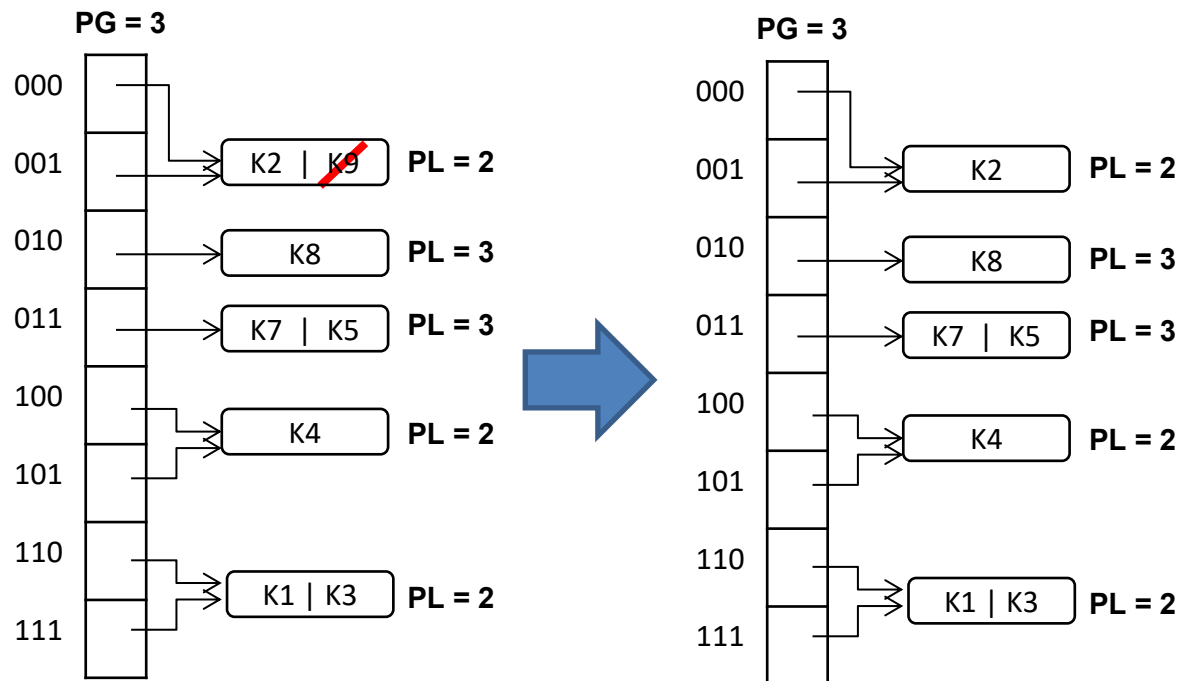 PG = 3
000
001
K2 | K9
PL = 2
010
K8
PL = 3
011
K7 | K5
PL = 3
100
K4
PL = 2
101
110
K1 | K3
PL = 2
111
PG = 3
000
001
K2
PL = 2
010
K8
PL = 3
011
K7 | K5
PL = 3
100
K4
PL = 2
101
110
K1 | K3
PL = 2
111